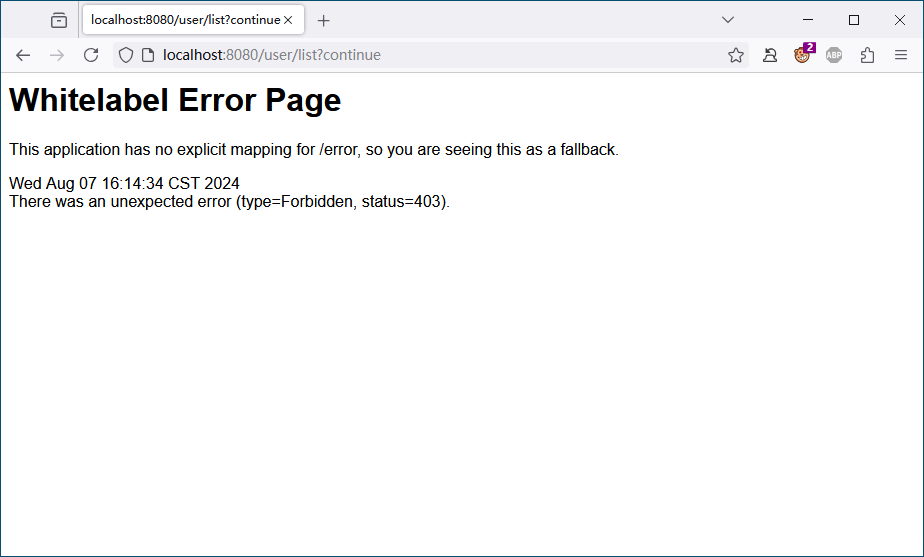 localhost:8080/user/list?continue
localhost:8080/user/list?continue
2
ABP
Whitelabel Error Page
This application has no explicit mapping for /error, so you are seeing this as a fallback.
Wed Aug 07 16:14:34 CST 2024
There was an unexpected error (type=Forbidden, status=403).